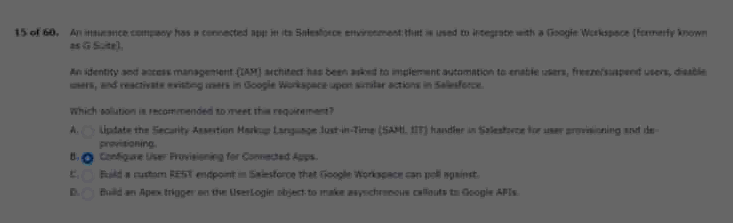 15 of 60. An insurance company has a connected app in its Salesforce environment that is used to integrate with a Google Workspace (formerly known
as G Suite).
An identity and access management (IAM) architect has been asked to implement automation to enable users, freeze/suspend users, disable
users, and reactivate existing users in Google Workspace upon similar actions in Salesforce.
Which solution is recommended to meet this requirement?
A. Update the Security Assertion Markup Language Just-in-Time (SAML JIT) handler in Salesforce for user provisioning and de-
provisioning.
B. Configure User Provisioning for Connected Apps.
C. Build a custom REST endpoint in Salesforce that Google Workspace can poll against.
D. Build an Apex trigger on the UserLogin object to make asynchronous callouts to Google APIs.